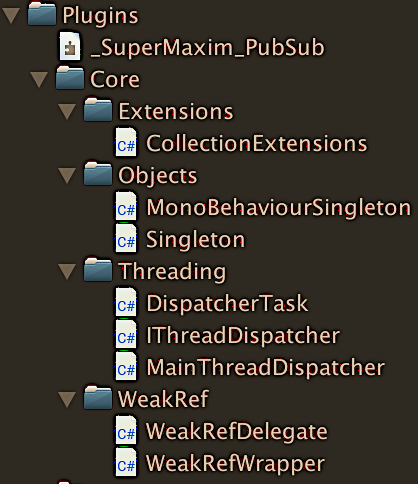 Plugins
_SuperMaxim_PubSub
Core
Extensions
C# CollectionExtensions
Objects
C# MonoBehaviourSingleton
C# Singleton
Threading
C# DispatcherTask
C# IThreadDispatcher
C# MainThreadDispatcher
WeakRef
C# WeakRefDelegate
C# WeakRefWrapper